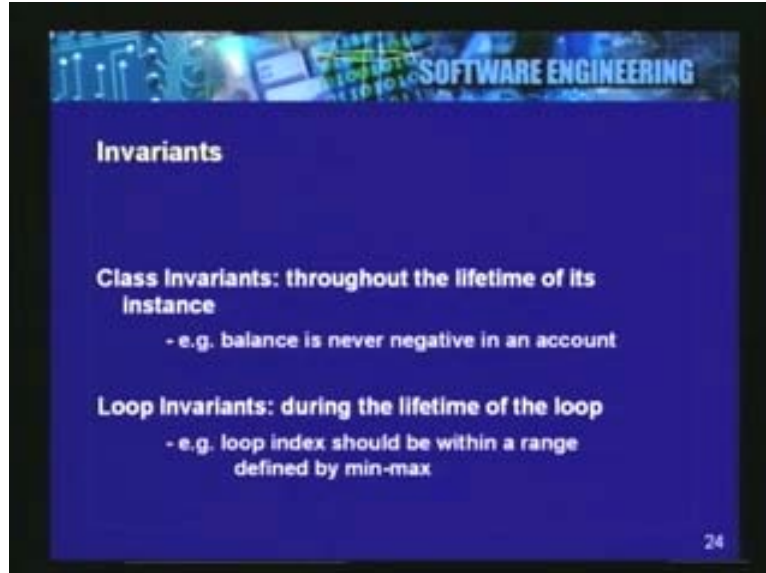 SOFTWARE ENGINEERING
Invariants
Class Invariants: throughout the lifetime of its
instance
- e.g. balance is never negative in an account
Loop Invariants: during the lifetime of the loop
- e.g. loop index should be within a range
defined by min-max
24